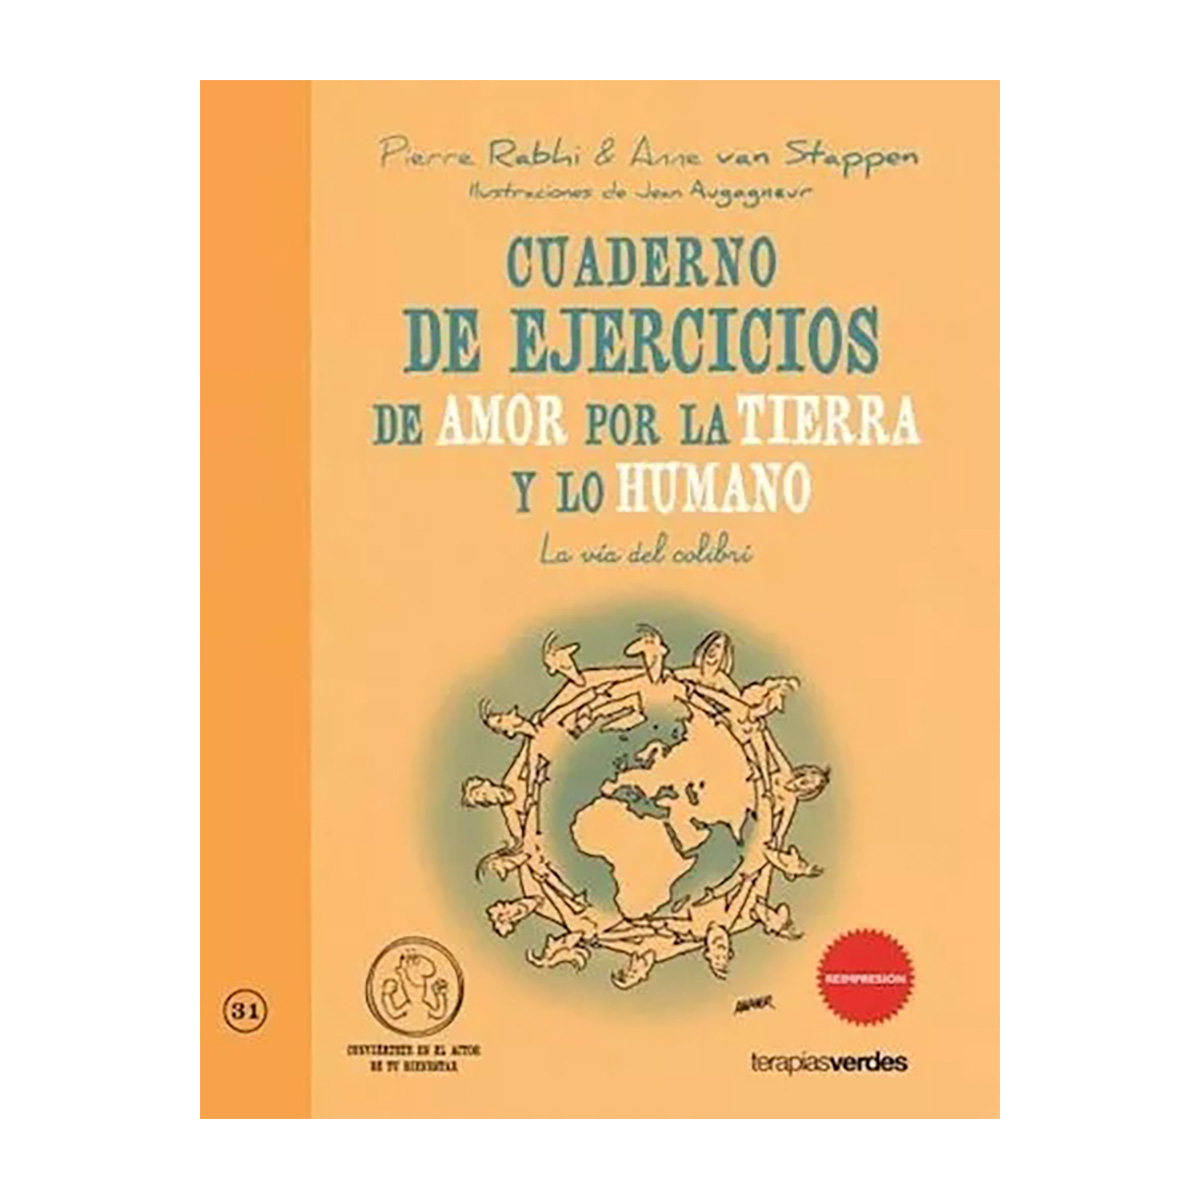 Pierre Rabhi & Anne van Stappen
Ilustraciones de Jean Augagneur
CUADERNO
DE EJERCICIOS
DE AMOR POR LA TIERRA
Y LO HUMANO
La vía del colibrí
REIMPRESIÓN
31
CONVIÉRTETE EN EL ACTOR
DE TU BIENESTAR
terapiasverdes